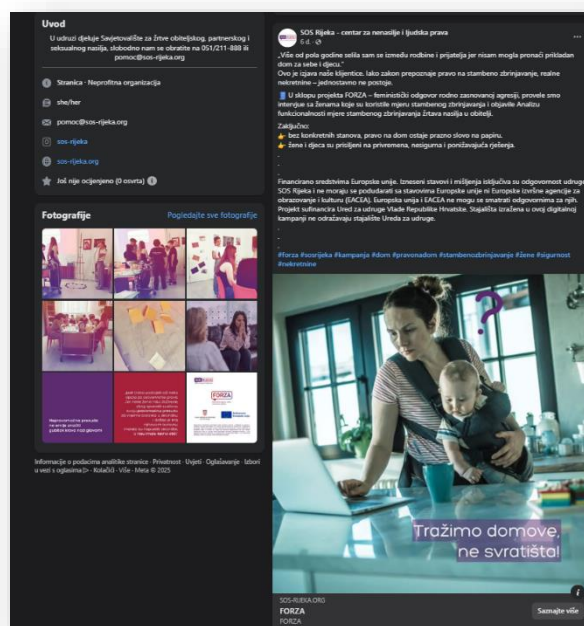 Uvod
U udruzi djeluje Savjetovalište za žrtve obiteljskog, partnerskog i
seksualnog nasilja, slobodno nam se obratite na 051/211-888 ili
pomoc@sos-rijeka.org
Stranica · Neprofitna organizacija
she/her
pomoc@sos-rijeka.org
sos-rijeka
sos-rijeka.org
Još nije ocijenjeno (0 osvrta)
Fotografije
Pogledajte sve fotografije
FORZA
Informacije o podacima analitike stranice · Privatnost · Uvjeti · Oglašavanje · Izbori
u vezi s oglasima · Kolačići · Više · Meta © 2025
SOS Rijeka - centar za nenasilje i ljudska prava
6 d.
„Više od pola godine selila sam se između rodbine i prijatelja jer nisam mogla pronaći prikladan
dom za sebe i djecu."
Ovo je izjava naše klijentice. Iako zakon prepoznaje pravo na stambeno zbrinjavanje, realne
nekretnine – jednostavno ne postoje.
U sklopu projekta FORZA – feministički odgovor rodno zasnovanoj agresiji, provele smo
intervjue sa ženama koje su koristile mjeru stambenog zbrinjavanja i objavile Analizu
funkcionalnosti mjere stambenog zbrinjavanja žrtava nasilja u obitelji.
Zaključno:
👉 bez konkretnih stanova, pravo na dom ostaje prazno slovo na papiru.
👉 žene i djeca su prisiljeni na privremena, nesigurna i ponižavajuća rješenja.
.
.
.
Financirano sredstvima Europske unije. Izneseni stavovi i mišljenja isključiva su odgovornost udruge
SOS Rijeka i ne moraju se podudarati sa stavovima Europske unije ni Europske izvršne agencije za
obrazovanje i kulturu (EACEA). Europska unija i EACEA ne mogu se smatrati odgovornima za njih.
Projekt sufinancira Ured za udruge Vlade Republike Hrvatske. Stajališta izražena u ovoj digitalnoj
kampanji ne odražavaju stajalište Ureda za udruge.
.
.
.
#forza #sosrijeka #kampanja #dom #pravonadom #stambenozbrinjavanje #žene #sigurnost
#nekretnine
?
Tražimo domove,
ne svratišta!
SOS-RIJEKA.ORG
FORZA
FORZA
Saznajte više